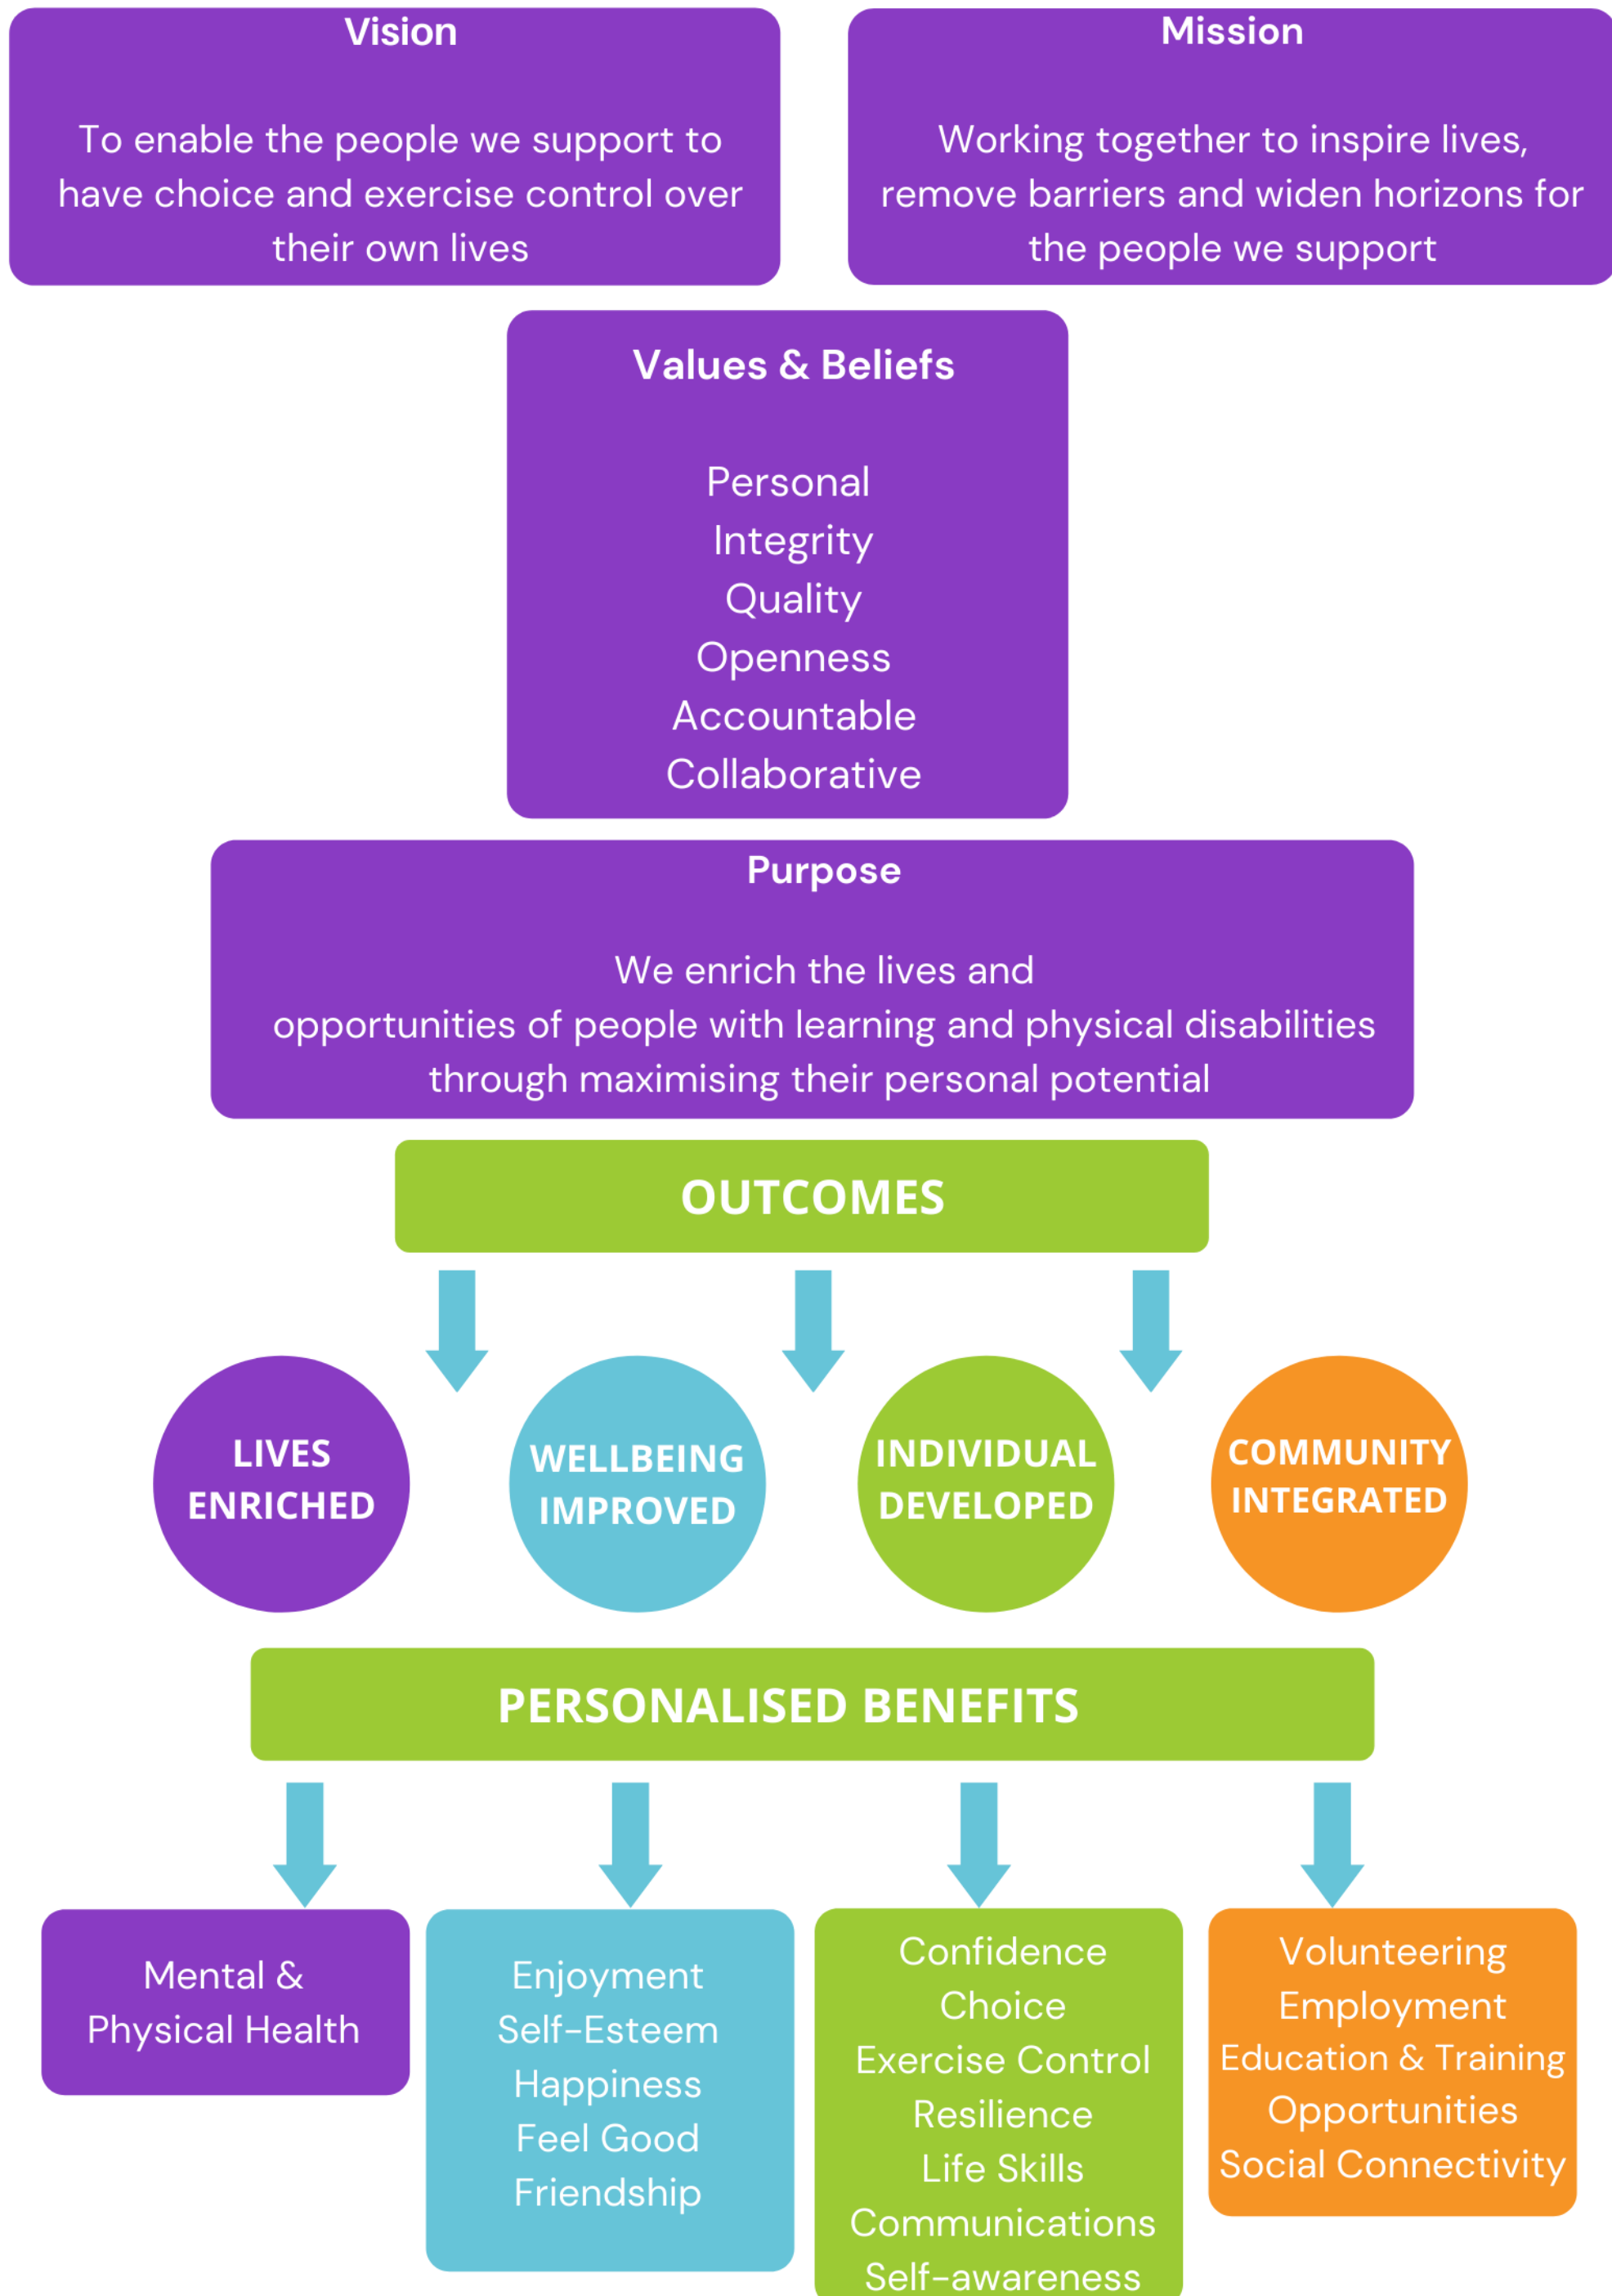 Vision
To enable the people we support to
have choice and exercise control over
their own lives
Mission
Working together to inspire lives,
remove barriers and widen horizons for
the people we support
Values & Beliefs
Personal
Integrity
Quality
Openness
Accountable
Collaborative
Purpose
We enrich the lives and
opportunities of people with learning and physical disabilities
through maximising their personal potential
OUTCOMES
LIVES
ENRICHED
WELLBEING
IMPROVED
INDIVIDUAL
DEVELOPED
COMMUNITY
INTEGRATED
PERSONALISED BENEFITS
Mental &
Physical Health
Enjoyment
Self-Esteem
Happiness
Feel Good
Friendship
Confidence
Choice
Exercise Control
Resilience
Life Skills
Communications
Self-awareness
Volunteering
Employment
Education & Training
Opportunities
Social Connectivity